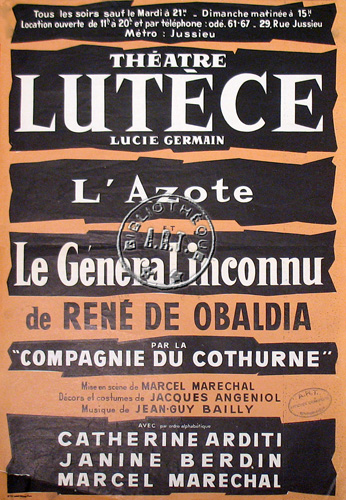 Tous les soirs sauf le Mardi à 21H - Dimanche matinée à 15H
Location ouverte de 11H à 20H et par téléphone : odé. 61-67 - 29, Rue Jussieu
Métro : Jussieu
THÉATRE
LUTÈCE
LUCIE GERMAIN
L'Azote
BIBLIOTHÈQUE
A.R.T.
Le Général inconnu
de RENÉ DE OBALDIA
PAR LA
"COMPAGNIE DU COTHURNE"
Mise en scène de MARCEL MARECHAL
Décors et costumes de JACQUES ANGENIOL
Musique de JEAN-GUY BAILLY
AVEC par ordre alphabétique
CATHERINE ARDITI
JANINE BERDIN
MARCEL MARECHAL